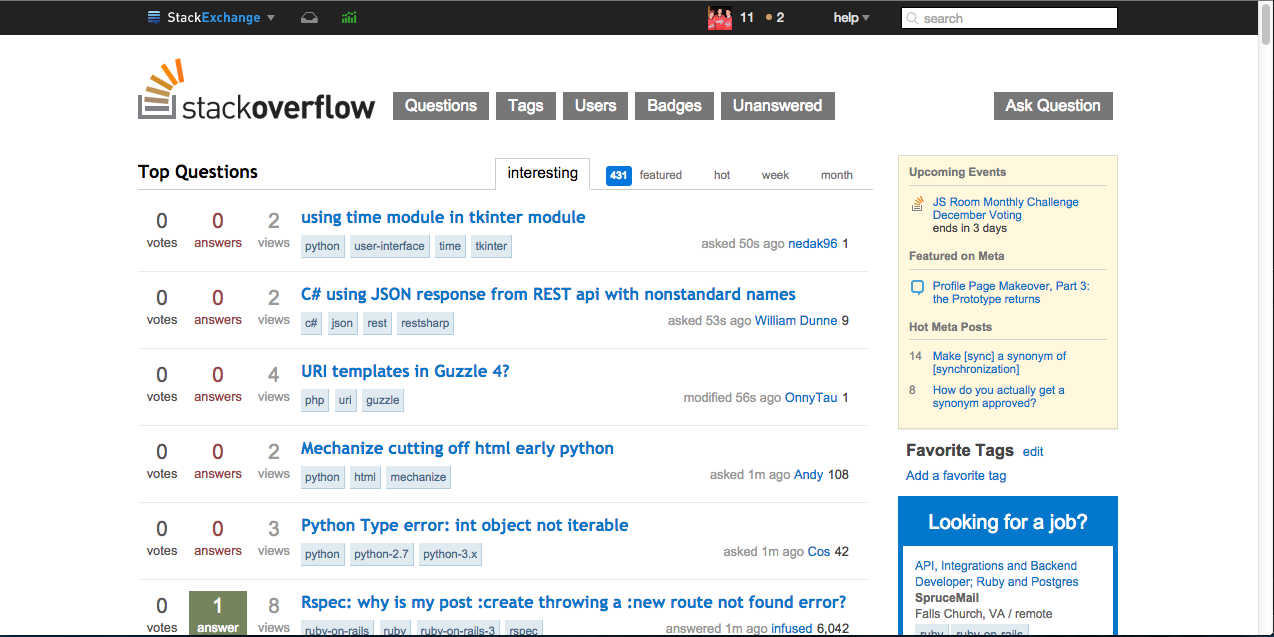 StackExchange
11 2
help
search
stackoverflow
Questions
Tags
Users
Badges
Unanswered
Ask Question
Top Questions
interesting
431 featured
hot
week
month
0 0 2 using time module in tkinter module
votes answers views python user-interface time tkinter
asked 50s ago nedak96 1
0 0 2 C# using JSON response from REST api with nonstandard names
votes answers views c# json rest restsharp
asked 53s ago William Dunne 9
0 0 4 URI templates in Guzzle 4?
votes answers views php uri guzzle
modified 56s ago OnnyTau 1
0 0 2 Mechanize cutting off html early python
votes answers views python html mechanize
asked 1m ago Andy 108
0 0 3 Python Type error: int object not iterable
votes answers views python python-2.7 python-3.x
asked 1m ago Cos 42
0 1 8 Rspec: why is my post :create throwing a :new route not found error?
votes answer views ruby-on-rails ruby ruby-on-rails-3 rspec
answered 1m ago infused 6,042
Upcoming Events
JS Room Monthly Challenge
December Voting
ends in 3 days
Featured on Meta
Profile Page Makeover, Part 3:
the Prototype returns
Hot Meta Posts
14 Make [sync] a synonym of
[synchronization]
8 How do you actually get a
synonym approved?
Favorite Tags edit
Add a favorite tag
Looking for a job?
API, Integrations and Backend
Developer; Ruby and Postgres
SpruceMail
Falls Church, VA / remote
ruby ruby-on-rails